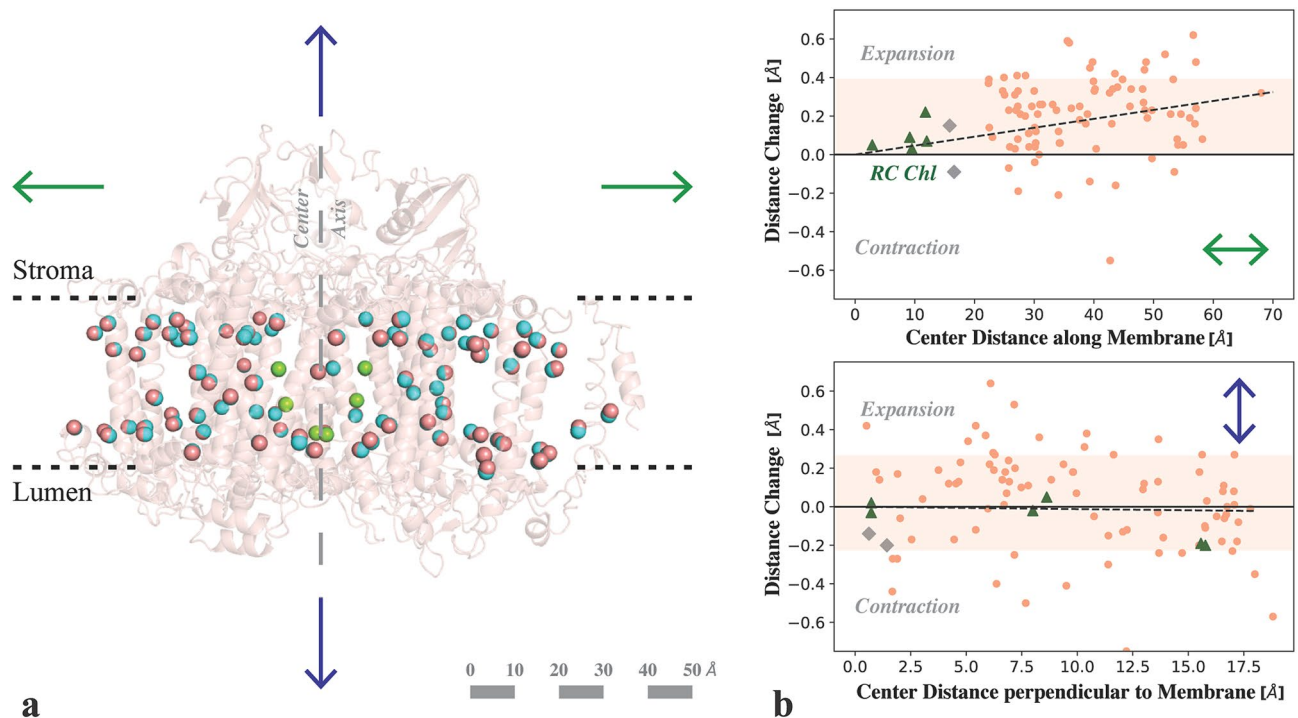 Center
Axis
Stroma
Lumen
0 10 20 30 40 50 Å
a
Distance Change [Å]
0.6
0.4
0.2
0.0
−0.2
−0.4
−0.6
Expansion
RC Chl
Contraction
0 10 20 30 40 50 60 70
Center Distance along Membrane [Å]
Distance Change [Å]
0.6
0.4
0.2
0.0
−0.2
−0.4
−0.6
Expansion
Contraction
0.0 2.5 5.0 7.5 10.0 12.5 15.0 17.5
Center Distance perpendicular to Membrane [Å]
b